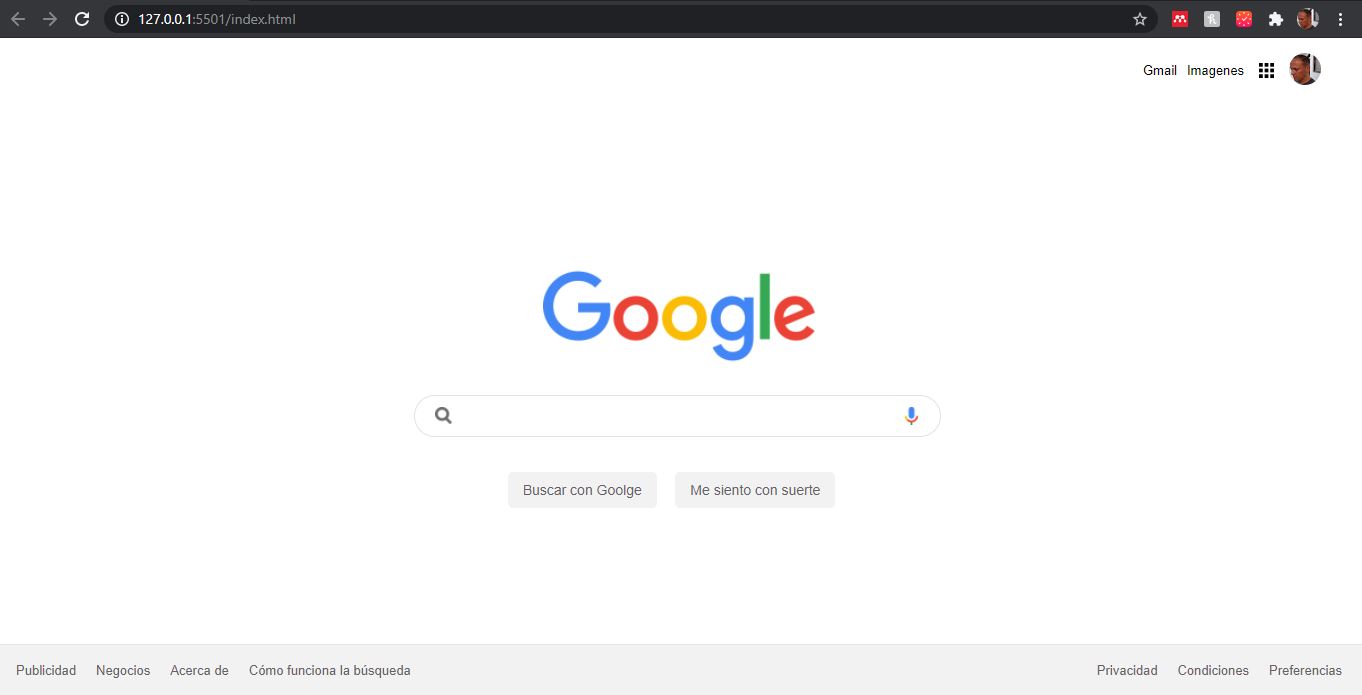 127.0.0.1:5501/index.html
Gmail Imagenes
Google
Buscar con Goolge Me siento con suerte
Publicidad Negocios Acerca de Cómo funciona la búsqueda Privacidad Condiciones Preferencias